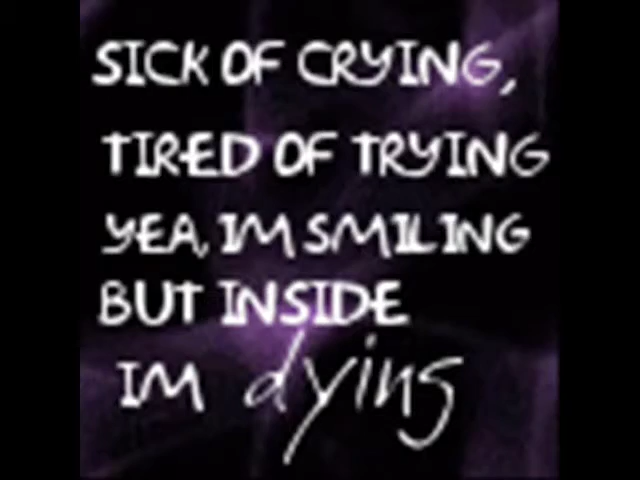 SICK OF CRYING,
TIRED OF TRYING
YEA, IM SMILING
BUT INSIDE
IM dying